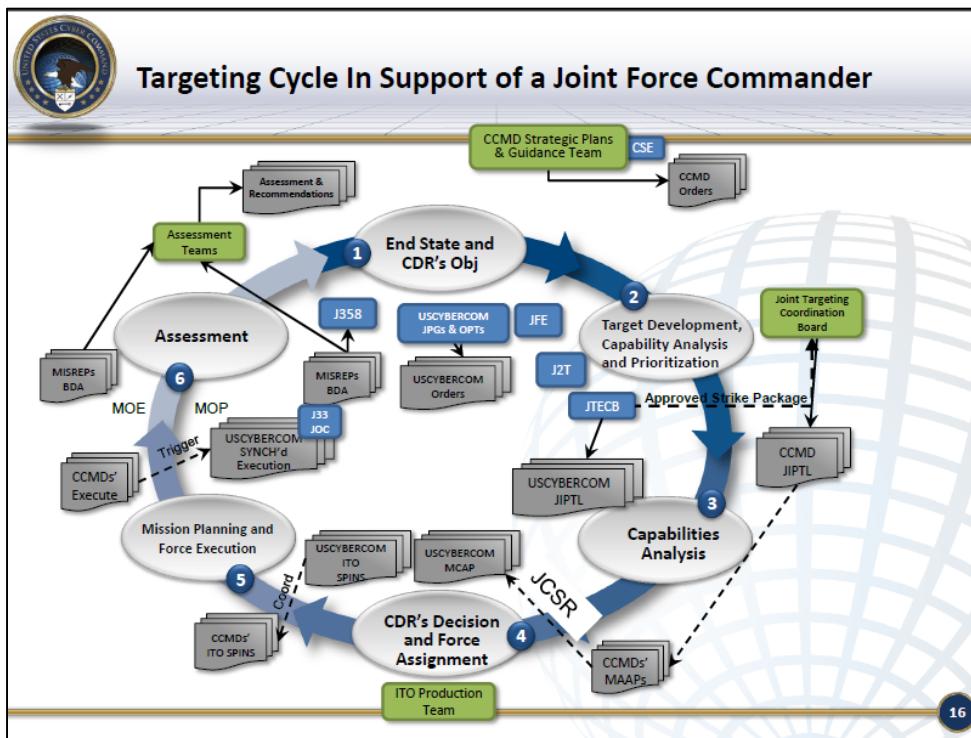 UNITED STATES CYBER COMMAND
Targeting Cycle In Support of a Joint Force Commander
CCMD Strategic Plans
& Guidance Team
CSE
CCMD
Orders
Assessment &
Recommendations
Assessment
Teams
1
End State and
CDR's Obj
2
Target Development,
Capability Analysis
and Prioritization
Joint Targeting
Coordination
Board
J358
USCYBERCOM
JPGs & OPTs
JFE
Assessment
6
MISREPs
BDA
MISREPs
BDA
USCYBERCOM
Orders
J2T
JTECB
Approved Strike Package
MOE
MOP
J33
JOC
Trigger
USCYBERCOM
SYNCH'd
Execution
CCMDs'
Execute
USCYBERCOM
JIPTL
CCMD
JIPTL
3
Capabilities
Analysis
Mission Planning and
Force Execution
5
USCYBERCOM
ITO
SPINS
USCYBERCOM
MCAP
JCSR
Coord
CCMDs'
ITO SPINS
4
CDR's Decision
and Force
Assignment
CCMDs'
MAAPs
ITO Production
Team
16